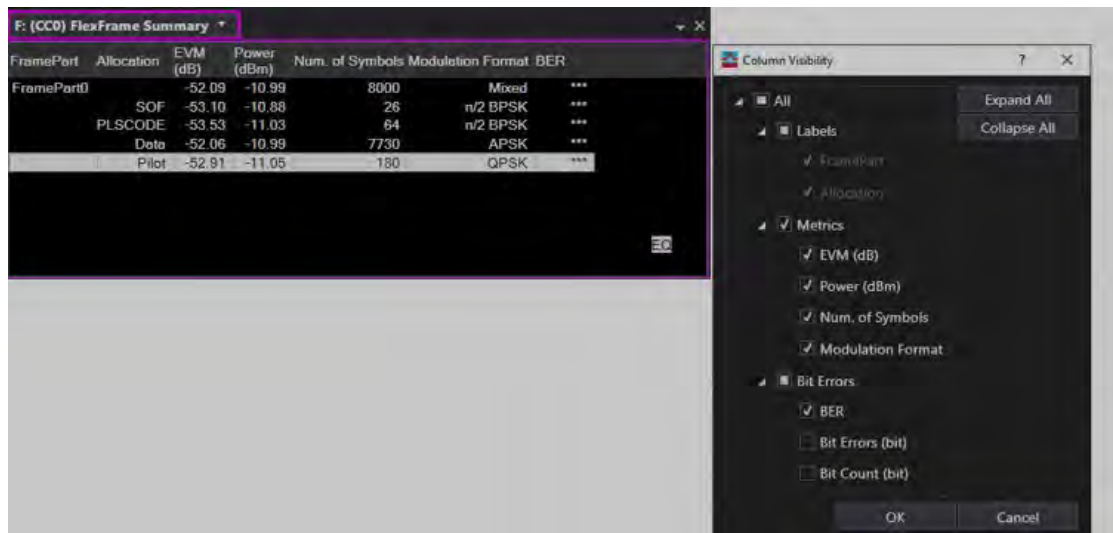 F: (CC0) FlexFrame Summary
FramePart Allocation EVM (dB) Power (dBm) Num. of Symbols Modulation Format BER
FramePart0 -52.09 -10.99 8000 Mixed ***
SOF -53.10 -10.88 26 π/2 BPSK ***
PLSCODE -53.53 -11.03 64 π/2 BPSK ***
Data -52.06 -10.99 7730 APSK ***
Pilot -52.91 -11.05 180 QPSK ***
EQ
Column Visibility ? ×
All
Expand All
Labels
Collapse All
FramePart
Allocation
Metrics
EVM (dB)
Power (dBm)
Num. of Symbols
Modulation Format
Bit Errors
BER
Bit Errors (bit)
Bit Count (bit)
OK Cancel